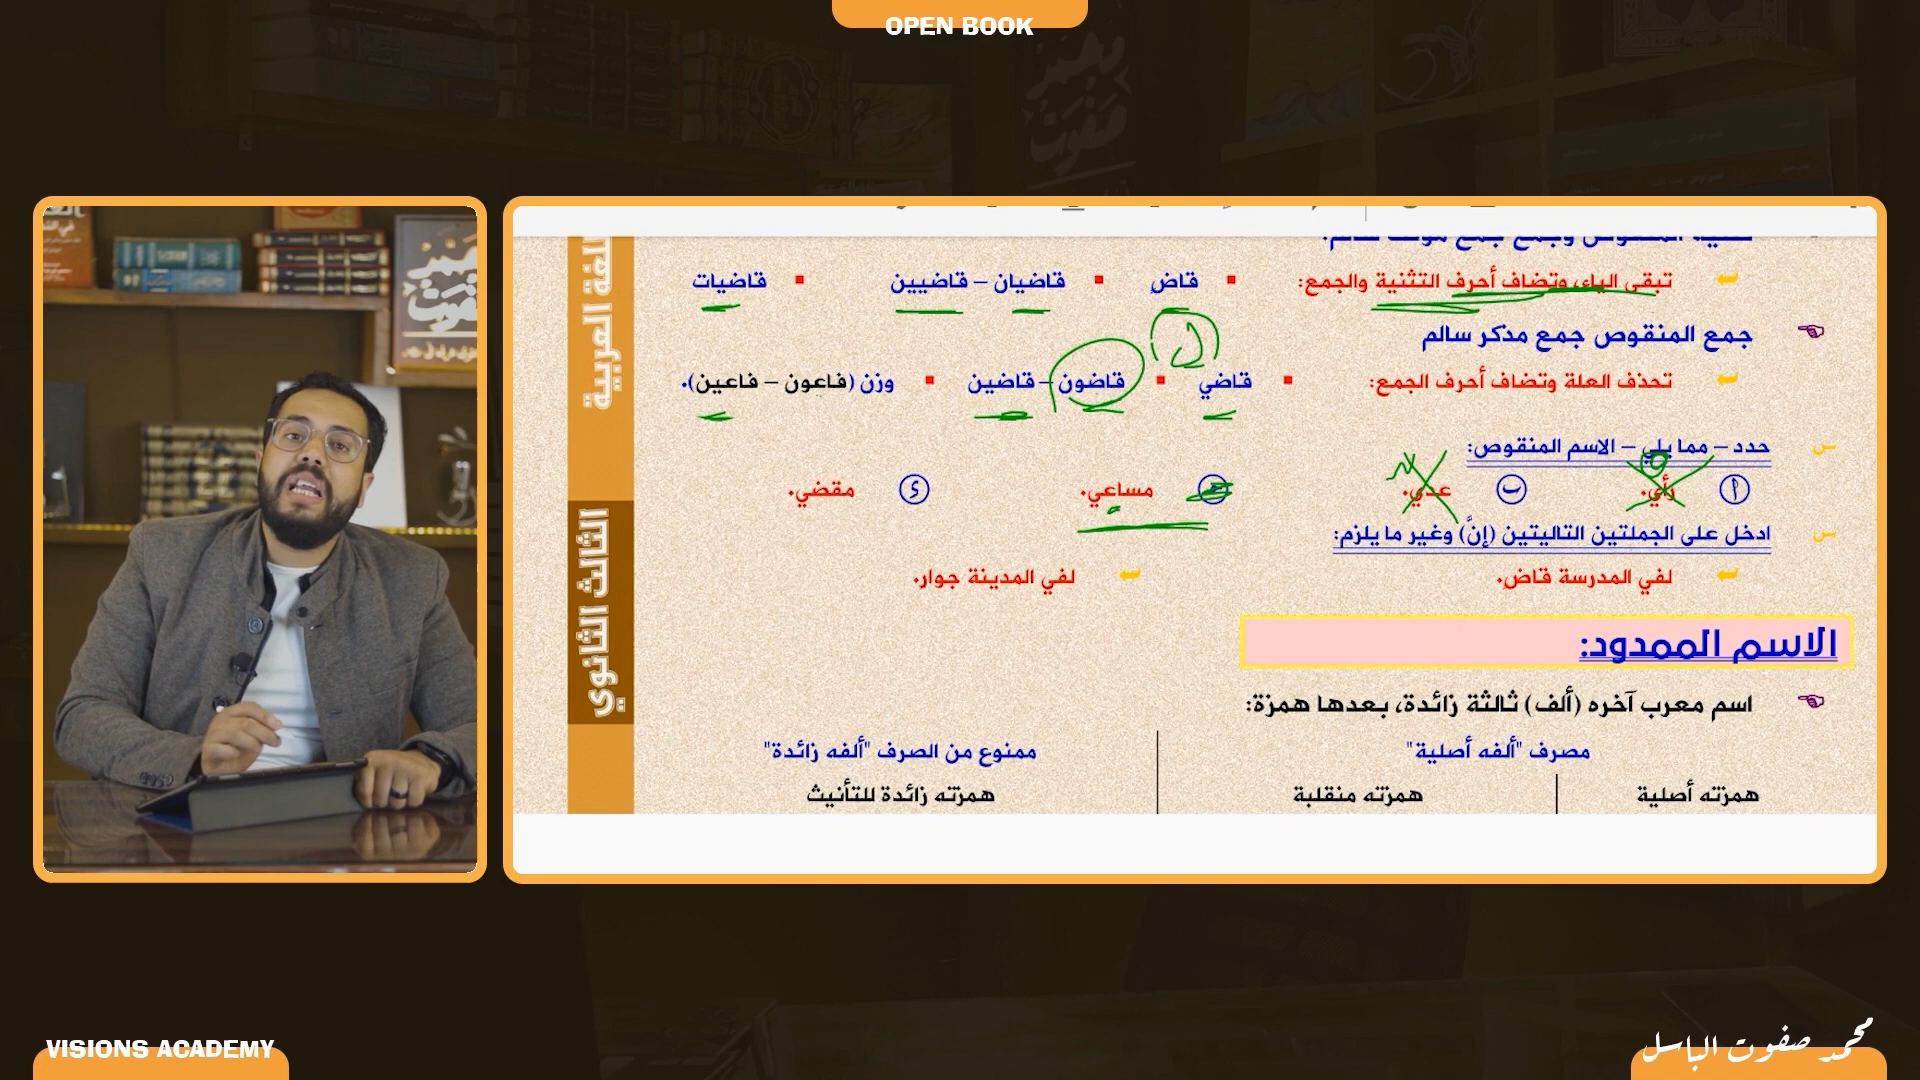 OPEN BOOK
تبقى الياء وتضاف أحرف التثنية والجمع: ▪ قاضٍ ▪ قاضيان – قاضيين ▪ قاضيات
جمع المنقوص جمع مذكر سالم
تحذف العلة وتضاف أحرف الجمع: ▪ قاضي ▪ قاضون – قاضين ▪ وزن (فاعون – فاعين).
س حدد – مما يلي – الاسم المنقوص:
أ رأي. ب عدي. مساعي. د مقضي.
س ادخل على الجملتين التاليتين (إنَّ) وغير ما يلزم:
لفي المدرسة قاض. لفي المدينة جوار.
الاسم الممدود:
اسم معرب آخره (ألف) ثالثة زائدة، بعدها همزة:
مصرف "ألفه أصلية" ممنوع من الصرف "ألفه زائدة"
همزته أصلية همزته منقلبة همزته زائدة للتأنيث
اللغة العربية
الثالث الثانوي
VISIONS ACADEMY
محمد صفوت الباسل